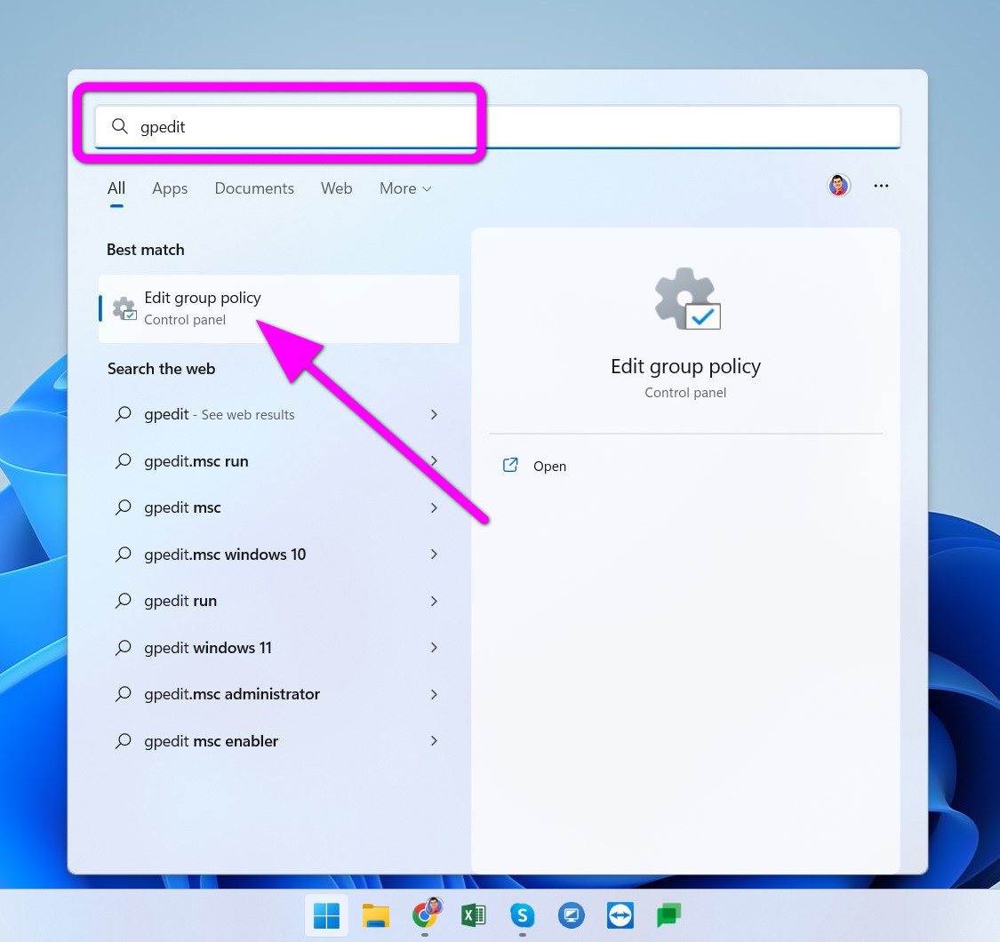 gpedit
All Apps Documents Web More
Best match
Edit group policy
Control panel
Search the web
gpedit - See web results
gpedit.msc run
gpedit msc
gpedit.msc windows 10
gpedit run
gpedit windows 11
gpedit.msc administrator
gpedit msc enabler
Edit group policy
Control panel
Open